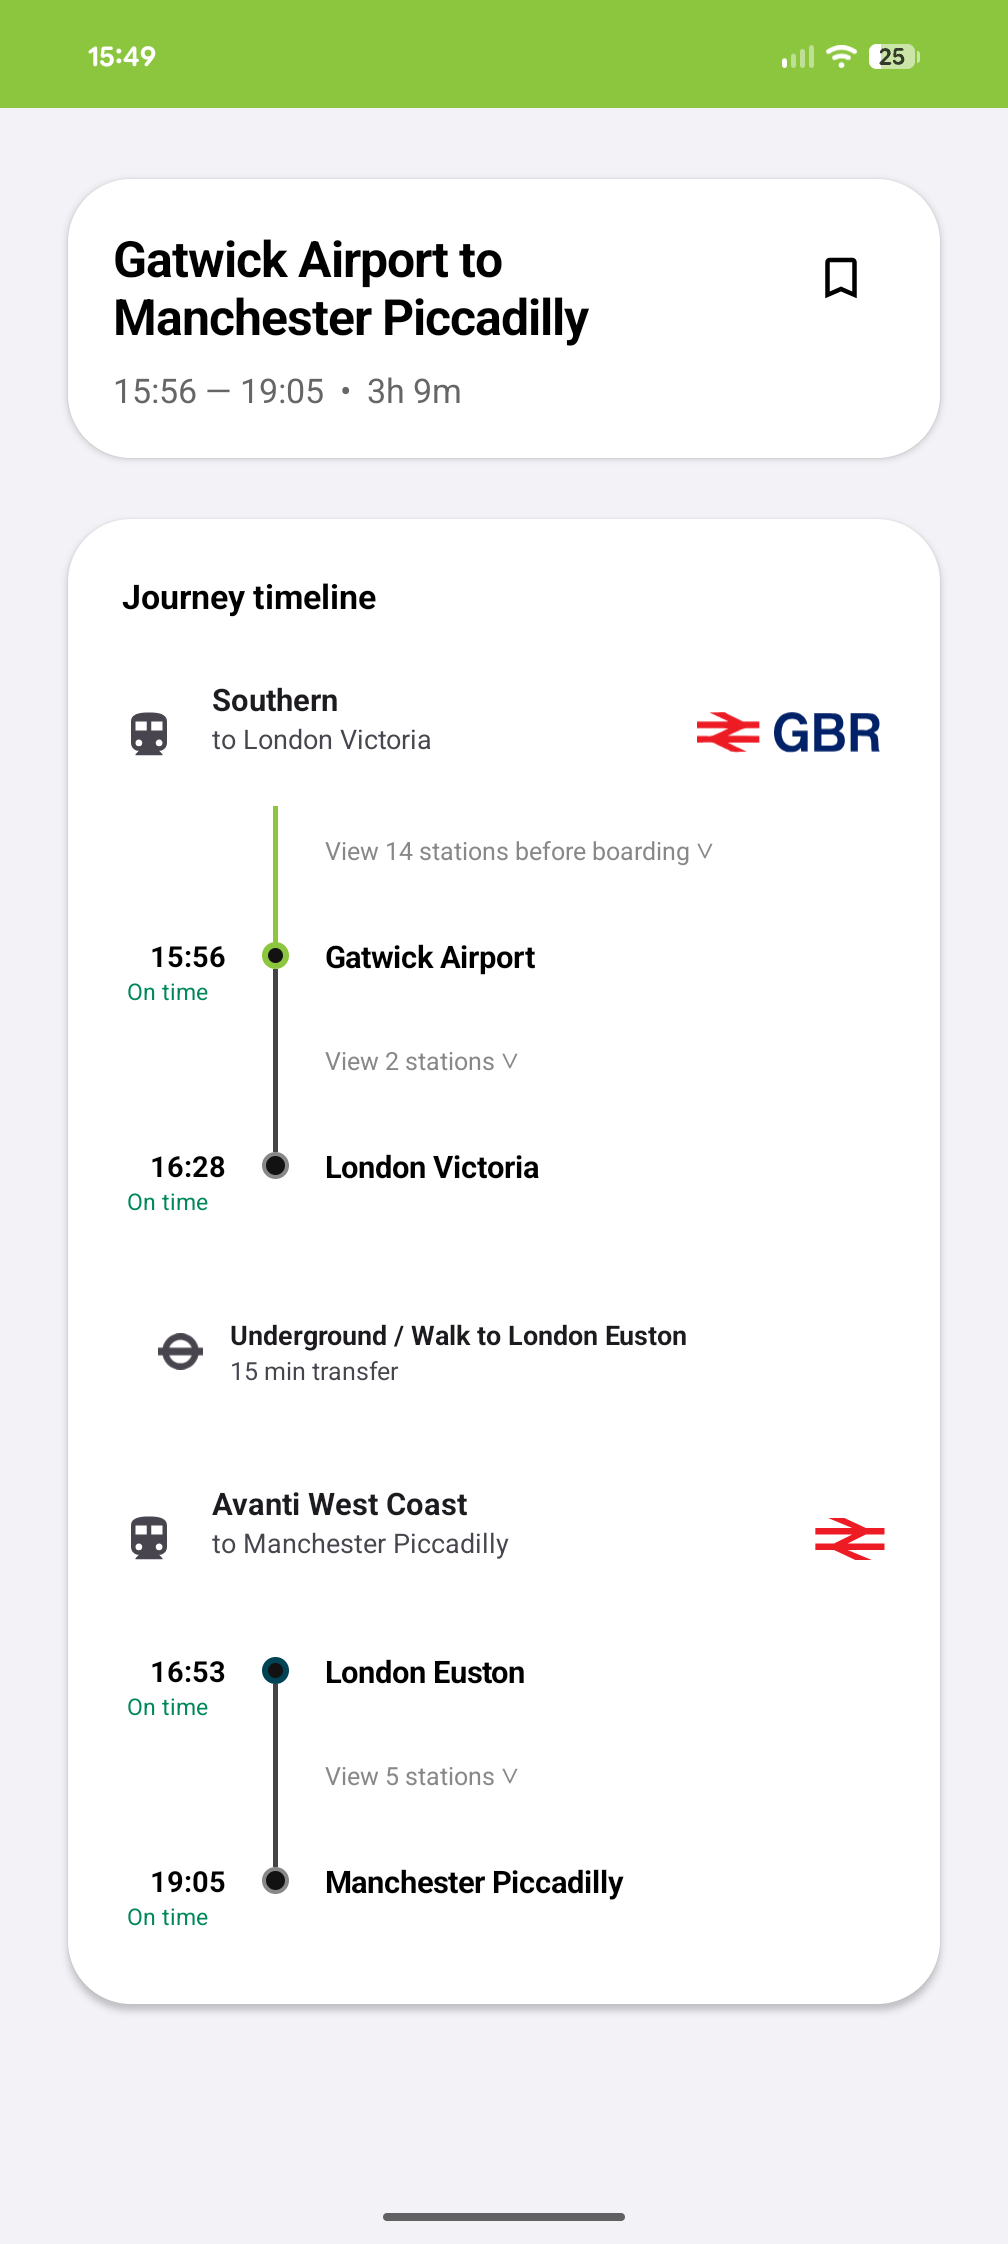 15:49
25
Gatwick Airport to
Manchester Piccadilly
15:56 — 19:05 • 3h 9m
Journey timeline
Southern
to London Victoria
GBR
View 14 stations before boarding
15:56
Gatwick Airport
On time
View 2 stations
16:28
London Victoria
On time
Underground / Walk to London Euston
15 min transfer
Avanti West Coast
to Manchester Piccadilly
16:53
London Euston
On time
View 5 stations
19:05
Manchester Piccadilly
On time